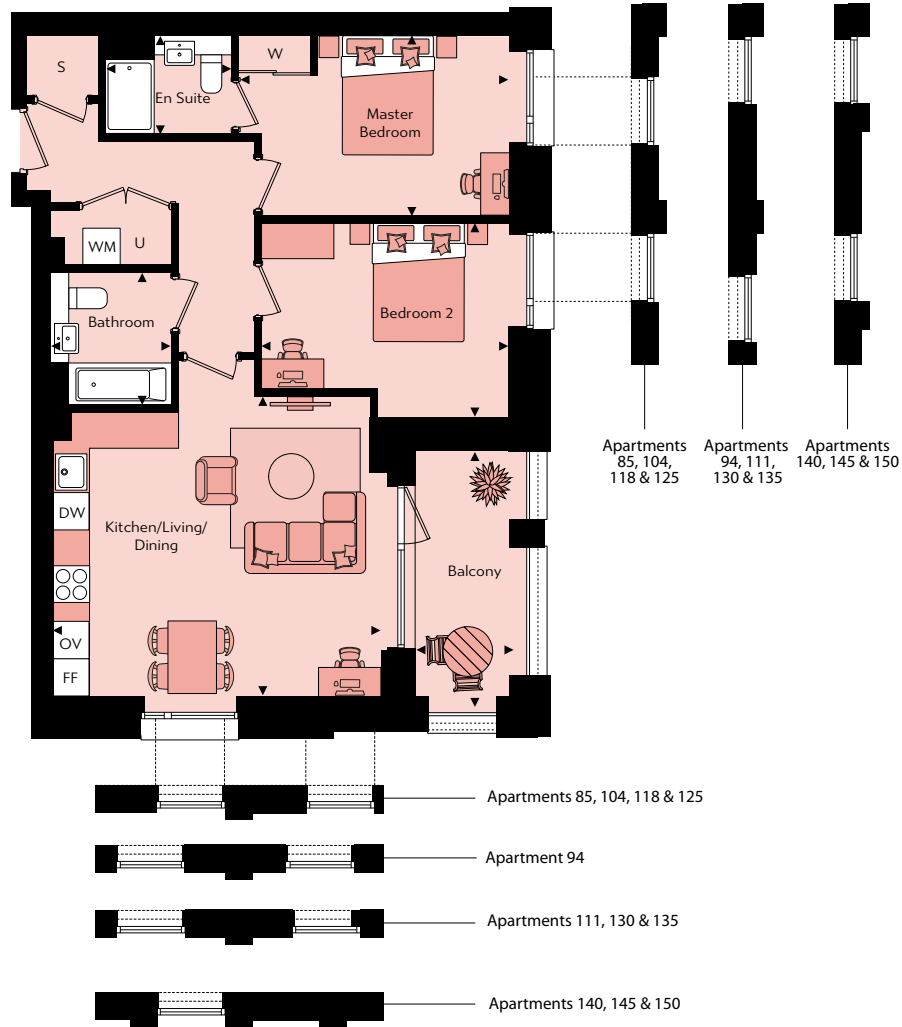 S
En Suite
W
Master
Bedroom
WM
U
Bathroom
Bedroom 2
DW
Kitchen/Living/
Dining
OV
FF
Balcony
Apartments
85, 104,
118 & 125
Apartments
94, 111,
130 & 135
Apartments
140, 145 & 150
Apartments 85, 104, 118 & 125
Apartment 94
Apartments 111, 130 & 135
Apartments 140, 145 & 150